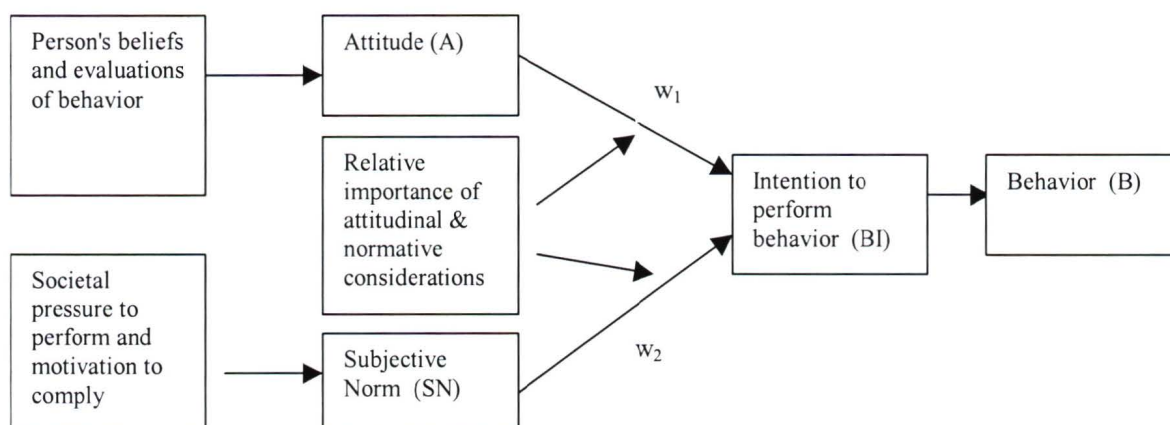 Person's beliefs
and evaluations
of behavior
Attitude (A)
w1
Relative
importance of
attitudinal &
normative
considerations
Intention to
perform
behavior (BI)
Behavior (B)
Societal
pressure to
perform and
motivation to
comply
Subjective
Norm (SN)
w2